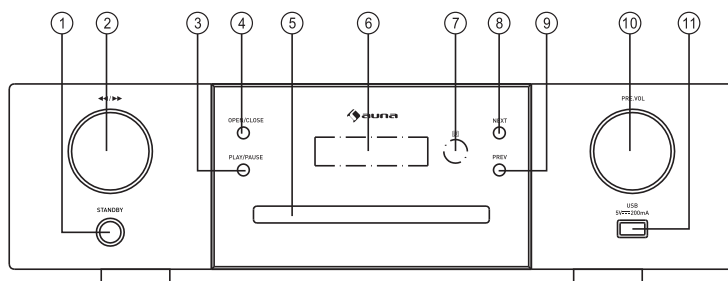 1 2 3 4 5 6 7 8 9 10 11
◀◀/▶▶
PRE.VOL
auna
OPEN/CLOSE
NEXT
PLAY/PAUSE
PREV
STANDBY
USB
5V⎓200mA